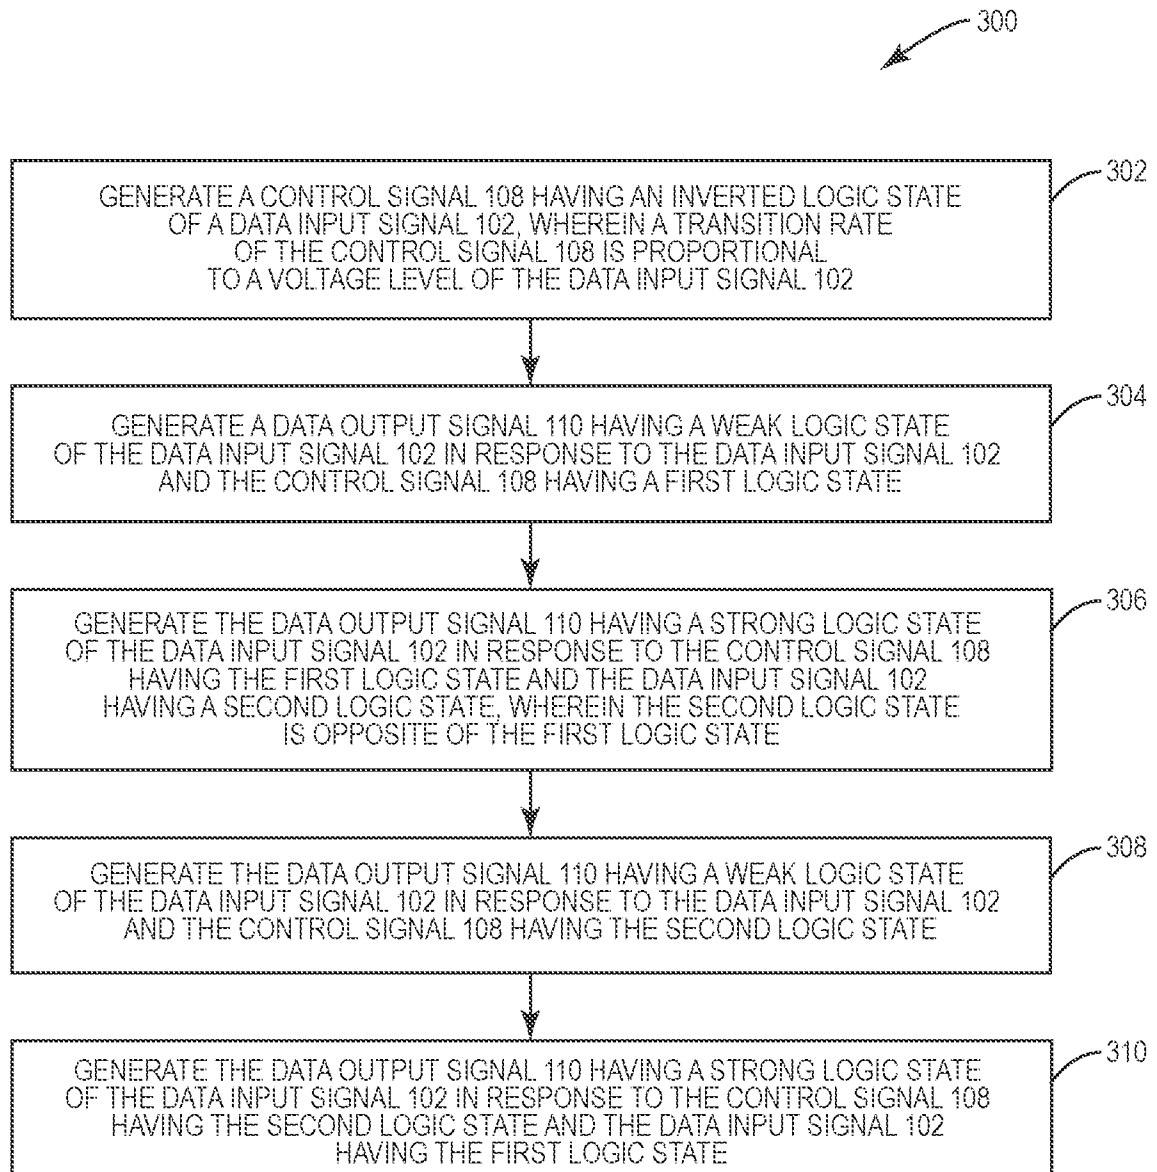 300
302
GENERATE A CONTROL SIGNAL 108 HAVING AN INVERTED LOGIC STATE
OF A DATA INPUT SIGNAL 102, WHEREIN A TRANSITION RATE
OF THE CONTROL SIGNAL 108 IS PROPORTIONAL
TO A VOLTAGE LEVEL OF THE DATA INPUT SIGNAL 102
304
GENERATE A DATA OUTPUT SIGNAL 110 HAVING A WEAK LOGIC STATE
OF THE DATA INPUT SIGNAL 102 IN RESPONSE TO THE DATA INPUT SIGNAL 102
AND THE CONTROL SIGNAL 108 HAVING A FIRST LOGIC STATE
306
GENERATE THE DATA OUTPUT SIGNAL 110 HAVING A STRONG LOGIC STATE
OF THE DATA INPUT SIGNAL 102 IN RESPONSE TO THE CONTROL SIGNAL 108
HAVING THE FIRST LOGIC STATE AND THE DATA INPUT SIGNAL 102
HAVING A SECOND LOGIC STATE, WHEREIN THE SECOND LOGIC STATE
IS OPPOSITE OF THE FIRST LOGIC STATE
308
GENERATE THE DATA OUTPUT SIGNAL 110 HAVING A WEAK LOGIC STATE
OF THE DATA INPUT SIGNAL 102 IN RESPONSE TO THE DATA INPUT SIGNAL 102
AND THE CONTROL SIGNAL 108 HAVING THE SECOND LOGIC STATE
310
GENERATE THE DATA OUTPUT SIGNAL 110 HAVING A STRONG LOGIC STATE
OF THE DATA INPUT SIGNAL 102 IN RESPONSE TO THE CONTROL SIGNAL 108
HAVING THE SECOND LOGIC STATE AND THE DATA INPUT SIGNAL 102
HAVING THE FIRST LOGIC STATE